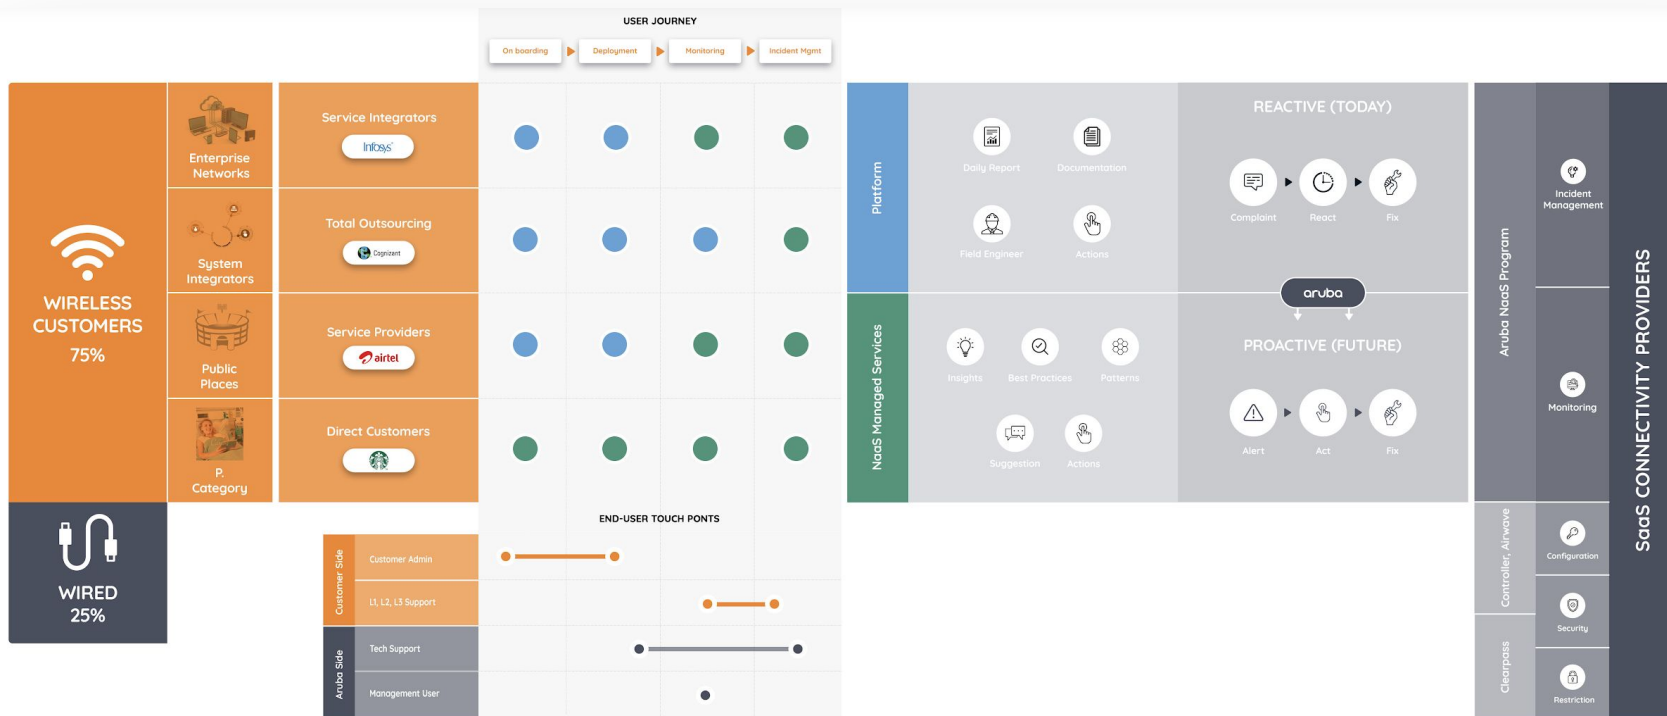 USER JOURNEY
On boarding
Deployment
Monitoring
Incident Mgmt
WIRELESS
CUSTOMERS
75%
WIRED
25%
Enterprise
Networks
System
Integrators
Public
Places
P.
Category
Service Integrators
Infosys
Total Outsourcing
Cognizant
Service Providers
airtel
Direct Customers
END-USER TOUCH PONTS
Customer Side
Customer Admin
L1, L2, L3 Support
Aruba Side
Tech Support
Management User
Platform
Daily Report
Documentation
Field Engineer
Actions
REACTIVE (TODAY)
Complaint
React
Fix
aruba
NaaS Managed Services
Insights
Best Practices
Patterns
Suggestion
Actions
PROACTIVE (FUTURE)
Alert
Act
Fix
Aruba NaaS Program
Controller, Airwave
Clearpass
Incident
Management
Monitoring
Configuration
Security
Restriction
SaaS CONNECTIVITY PROVIDERS